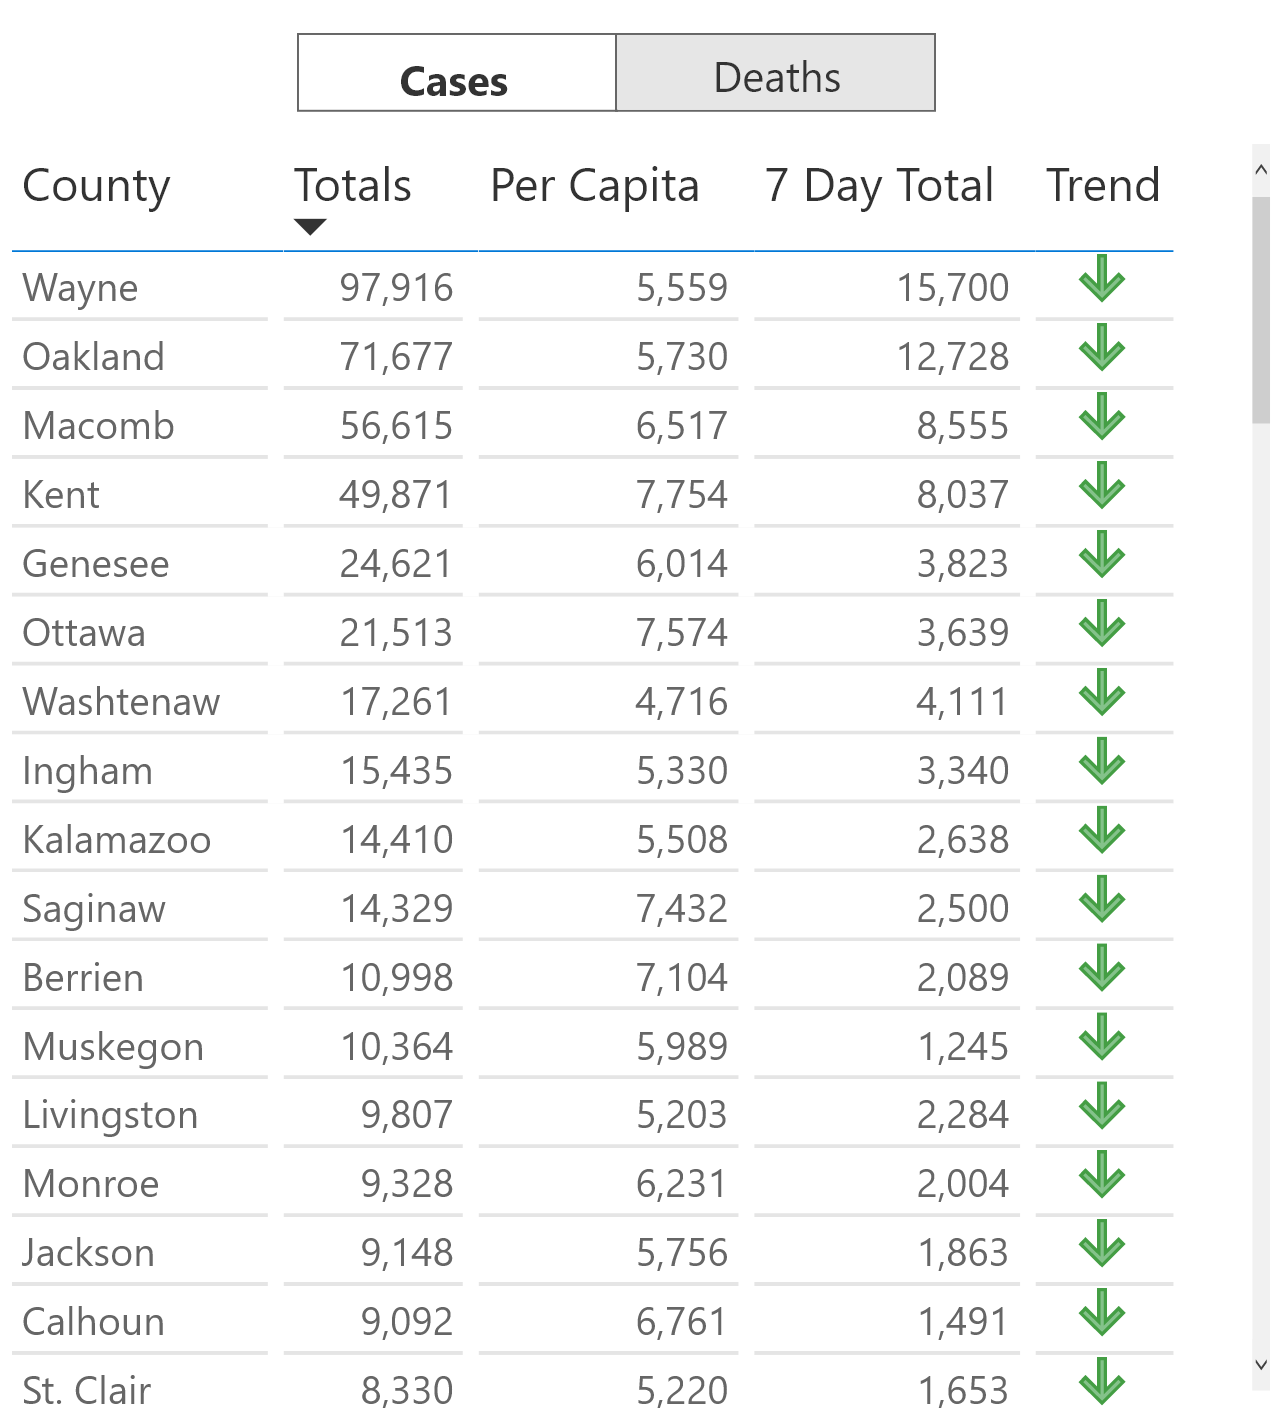 Cases Deaths
County Totals Per Capita 7 Day Total Trend
Wayne 97,916 5,559 15,700
Oakland 71,677 5,730 12,728
Macomb 56,615 6,517 8,555
Kent 49,871 7,754 8,037
Genesee 24,621 6,014 3,823
Ottawa 21,513 7,574 3,639
Washtenaw 17,261 4,716 4,111
Ingham 15,435 5,330 3,340
Kalamazoo 14,410 5,508 2,638
Saginaw 14,329 7,432 2,500
Berrien 10,998 7,104 2,089
Muskegon 10,364 5,989 1,245
Livingston 9,807 5,203 2,284
Monroe 9,328 6,231 2,004
Jackson 9,148 5,756 1,863
Calhoun 9,092 6,761 1,491
St. Clair 8,330 5,220 1,653